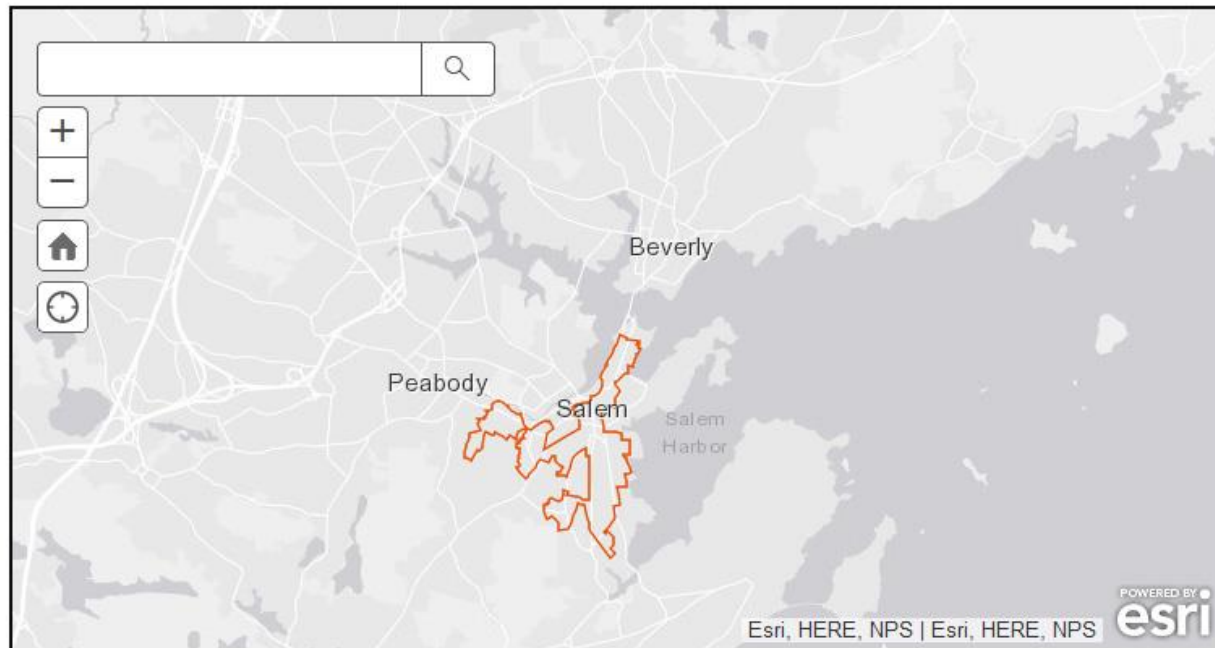 +
−
Beverly
Peabody
Salem
Salem
Harbor
Esri, HERE, NPS | Esri, HERE, NPS
POWERED BY
esri